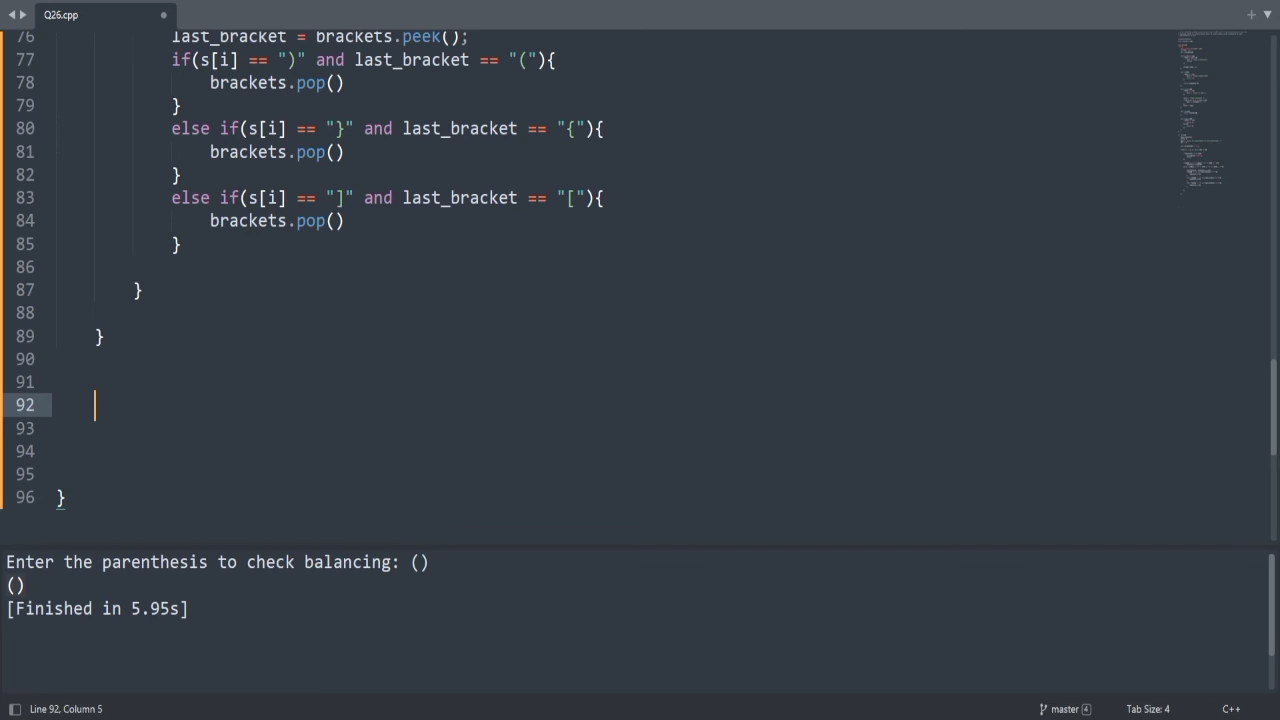 Q26.cpp
76 last_bracket = brackets.peek();
77 if(s[i] == ")" and last_bracket == "("){
78 brackets.pop()
79 }
80 else if(s[i] == "}" and last_bracket == "{"){
81 brackets.pop()
82 }
83 else if(s[i] == "]" and last_bracket == "["){
84 brackets.pop()
85 }
86
87 }
88
89 }
90
91
92
93
94
95
96 }
Enter the parenthesis to check balancing: ()
()
[Finished in 5.95s]
Line 92, Column 5 master 4 Tab Size: 4 C++